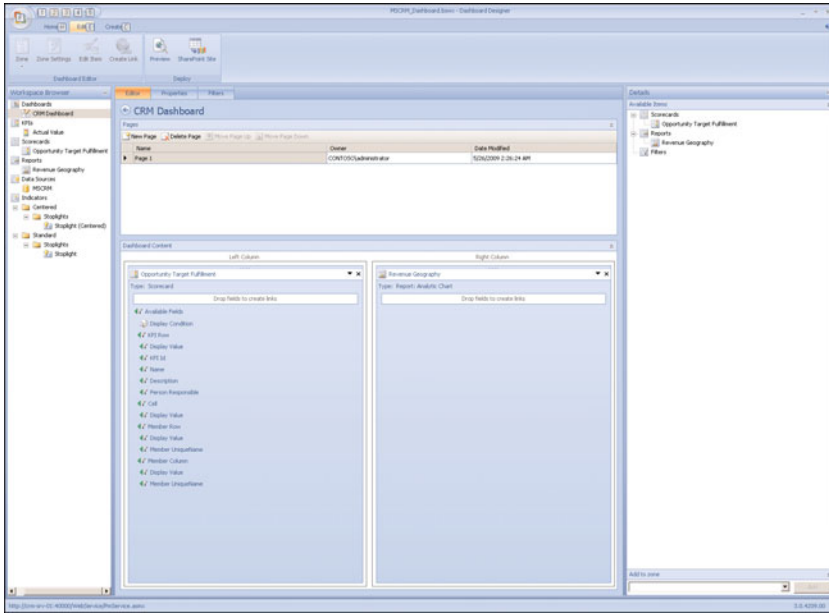 MSCRM_Dashboard.bswx - Dashboard Designer
Home Edit Create
Zone Zone Settings Edit Item Create Link Preview SharePoint Site
Dashboard Editor Deploy
Workspace Browser
Dashboards
CRM Dashboard
KPIs
Actual Value
Scorecards
Opportunity Target Fulfillment
Reports
Revenue Geography
Data Sources
MSCRM
Indicators
Centered
Stoplights
Stoplight (Centered)
Standard
Stoplights
Stoplight
Editor Properties Filters
CRM Dashboard
Pages
New Page Delete Page Move Page Up Move Page Down
Name Owner Date Modified
Page 1 CONTOSO\administrator 5/26/2009 2:26:24 AM
Dashboard Content
Left Column Right Column
Opportunity Target Fulfillment
Type: Scorecard
Drop fields to create links
Available Fields
Display Condition
KPI Row
Display Value
KPI Id
Name
Description
Person Responsible
Cell
Display Value
Member Row
Display Value
Member UniqueName
Member Column
Display Value
Member UniqueName
Revenue Geography
Type: Report: Analytic Chart
Drop fields to create links
Details
Available Items
Scorecards
Opportunity Target Fulfillment
Reports
Revenue Geography
Filters
Add to zone
Add
3.0.4209.00